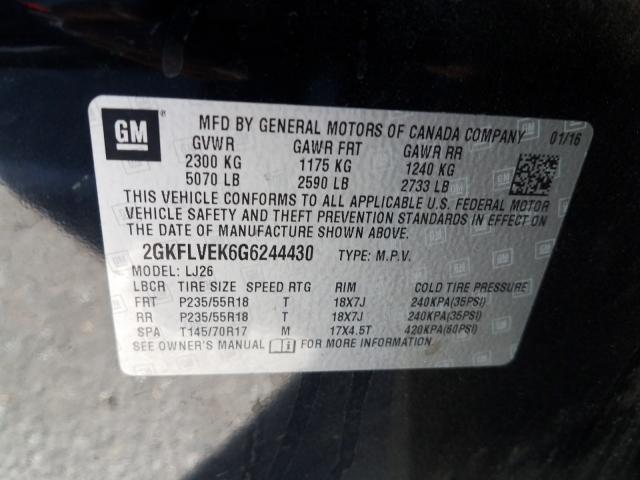 GM
MFD BY GENERAL MOTORS OF CANADA COMPANY 01/16
GVWR GAWR FRT GAWR RR
2300 KG 1175 KG 1240 KG
5070 LB 2590 LB 2733 LB
THIS VEHICLE CONFORMS TO ALL APPLICABLE U.S. FEDERAL MOTOR
VEHICLE SAFETY AND THEFT PREVENTION STANDARDS IN EFFECT ON
THE DATE OF MANUFACTURE SHOWN ABOVE.
2GKFLVEK6G6244430 TYPE: M.P.V.
MODEL: LJ26
LBCR TIRE SIZE SPEED RTG RIM COLD TIRE PRESSURE
FRT P235/55R18 T 18X7J 240KPA(35PSI)
RR P235/55R18 T 18X7J 240KPA(35PSI)
SPA T145/70R17 M 17X4.5T 420KPA(60PSI)
SEE OWNER'S MANUAL FOR MORE INFORMATION.